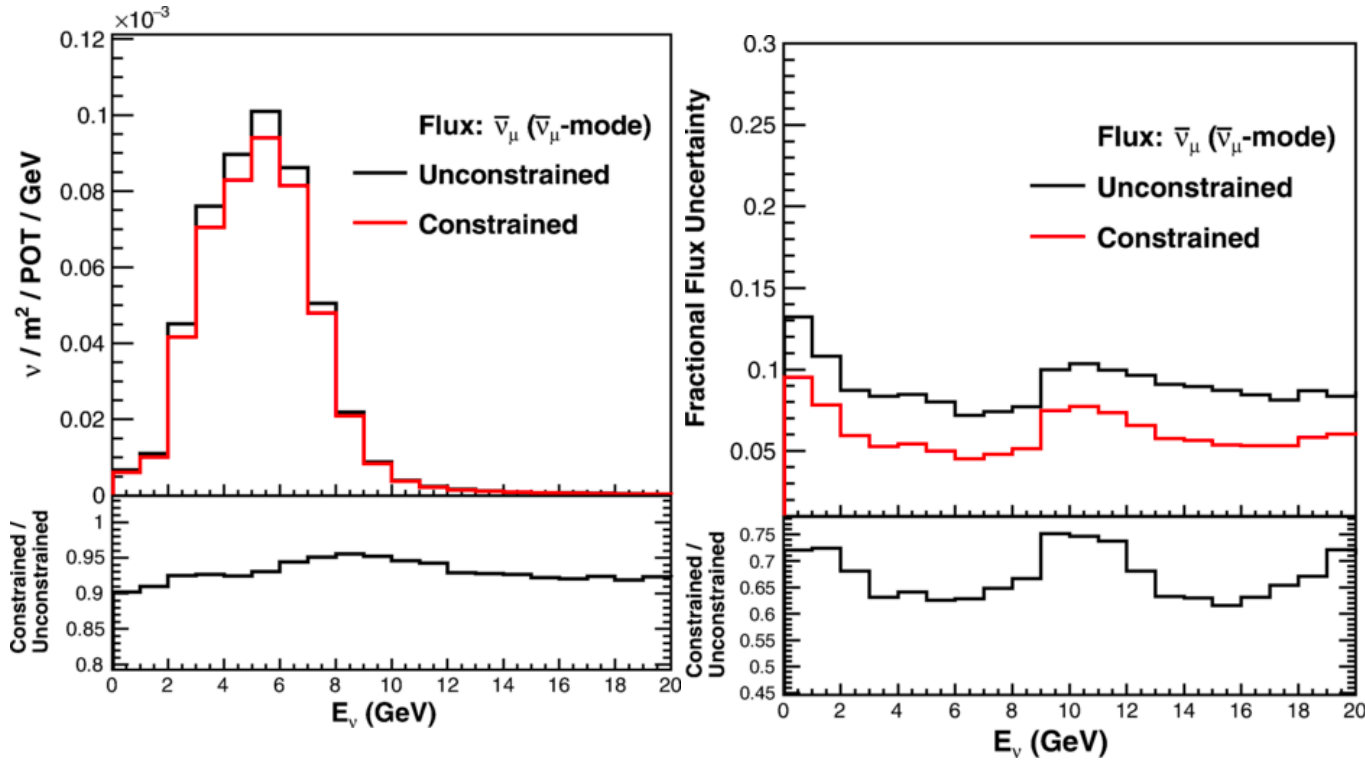 ×10⁻³
0.12
0.1
0.08
0.06
0.04
0.02
0
ν / m² / POT / GeV
Flux: ν̅μ (ν̅μ-mode)
Unconstrained
Constrained
1
0.95
0.9
0.85
0.8
Constrained /
Unconstrained
0 2 4 6 8 10 12 14 16 18 20
Eν (GeV)
0.3
0.25
0.2
0.15
0.1
0.05
Fractional Flux Uncertainty
Flux: ν̅μ (ν̅μ-mode)
Unconstrained
Constrained
0.75
0.7
0.65
0.6
0.55
0.5
0.45
Constrained /
Unconstrained
0 2 4 6 8 10 12 14 16 18 20
Eν (GeV)